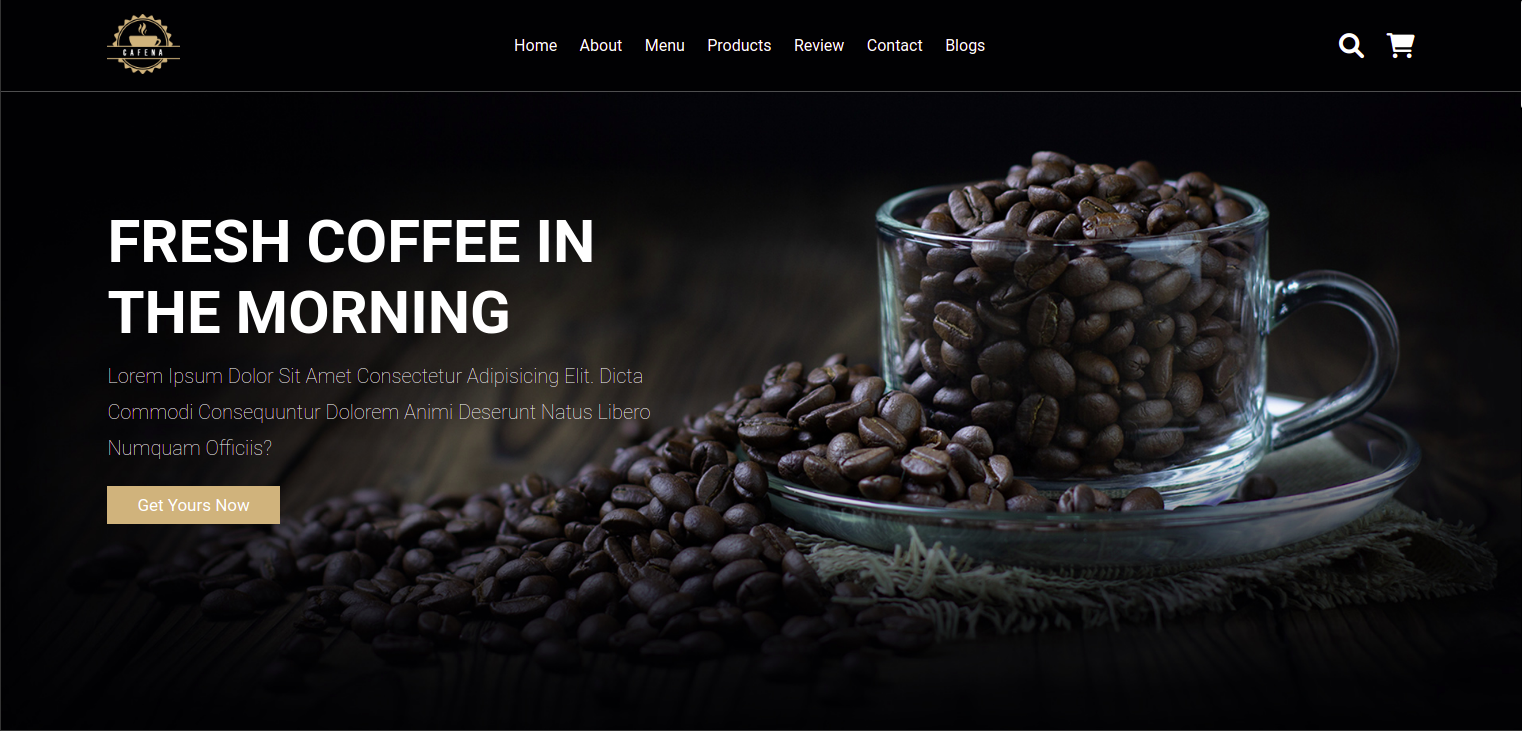 CAFENA
Home About Menu Products Review Contact Blogs
FRESH COFFEE IN
THE MORNING
Lorem Ipsum Dolor Sit Amet Consectetur Adipisicing Elit. Dicta
Commodi Consequuntur Dolorem Animi Deserunt Natus Libero
Numquam Officiis?
Get Yours Now